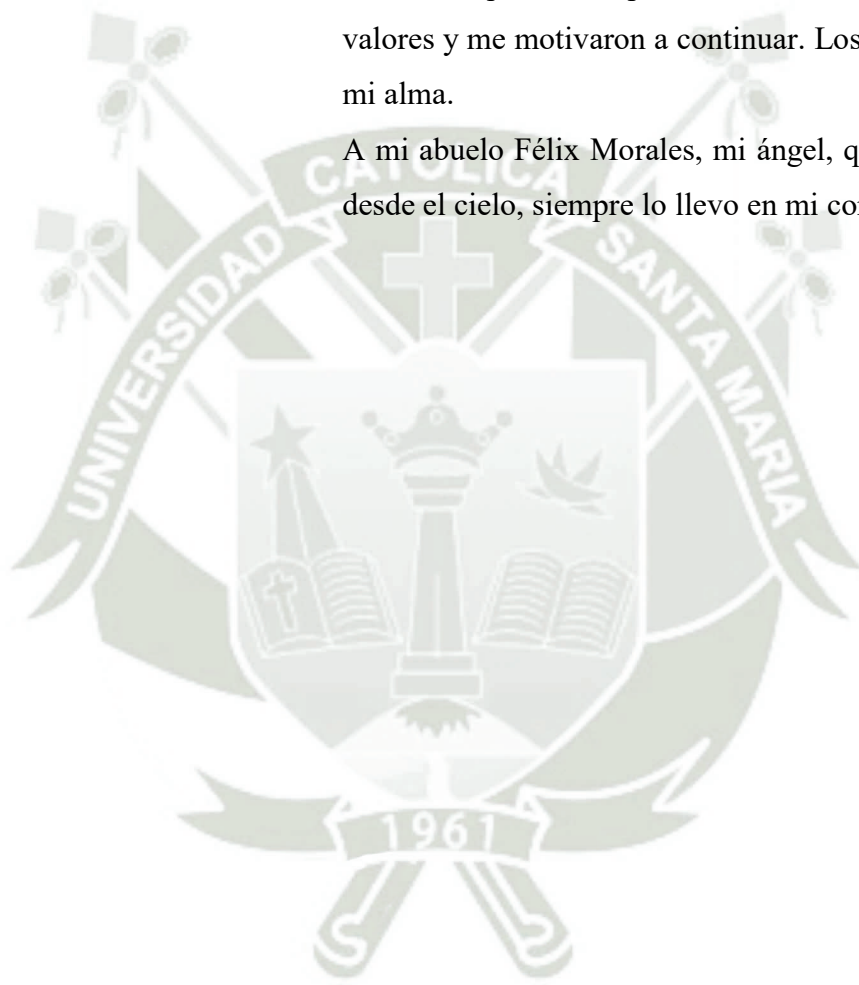 valores y me motivaron a continuar. Los
mi alma.
A mi abuelo Félix Morales, mi ángel, q
desde el cielo, siempre lo llevo en mi
UNIVERSIDAD CATOLICA SANTA MARIA
1961